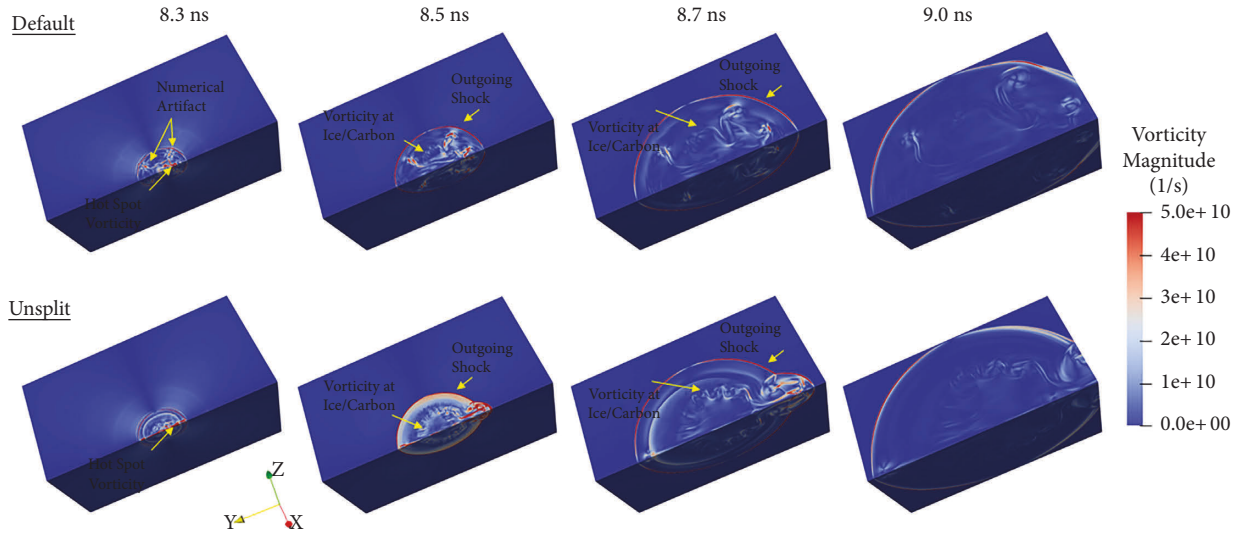 8.3 ns
8.5 ns
8.7 ns
9.0 ns
Default
Numerical
Artifact
Hot Spot
Vorticity
Outgoing
Shock
Vorticity at
Ice/Carbon
Outgoing
Shock
Vorticity at
Ice/Carbon
Vorticity
Magnitude
(1/s)
5.0e+ 10
4e+ 10
3e+ 10
2e+ 10
1e+ 10
0.0e+ 00
Unsplit
Hot Spot
Vorticity
Outgoing
Shock
Vorticity at
Ice/Carbon
Outgoing
Shock
Vorticity at
Ice/Carbon
Z
Y
X